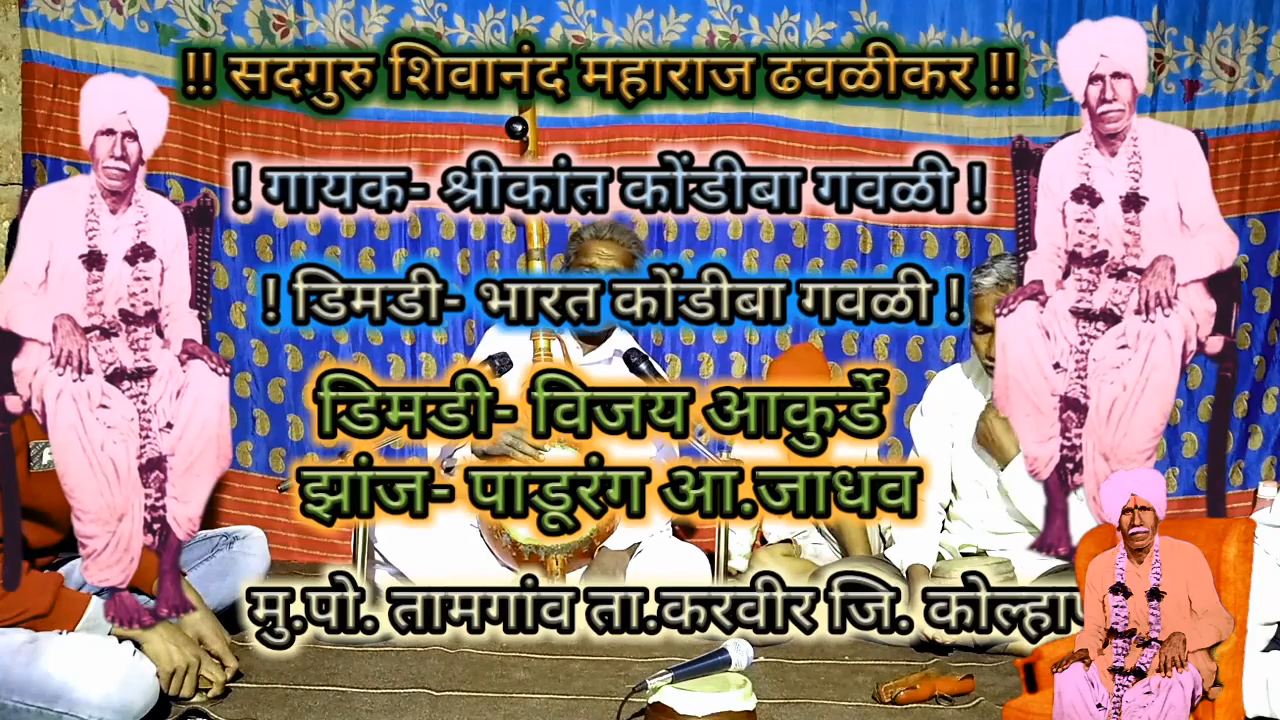 !! सदगुरु शिवानंद महाराज ढवळीकर !!
! गायक- श्रीकांत कोंडीबा गवळी !
! डिमडी- भारत कोंडीबा गवळी !
डिमडी- विजय आकुर्डे
झांज- पाडूरंग आ.जाधव
मु.पो. तामगांव ता.करवीर जि.